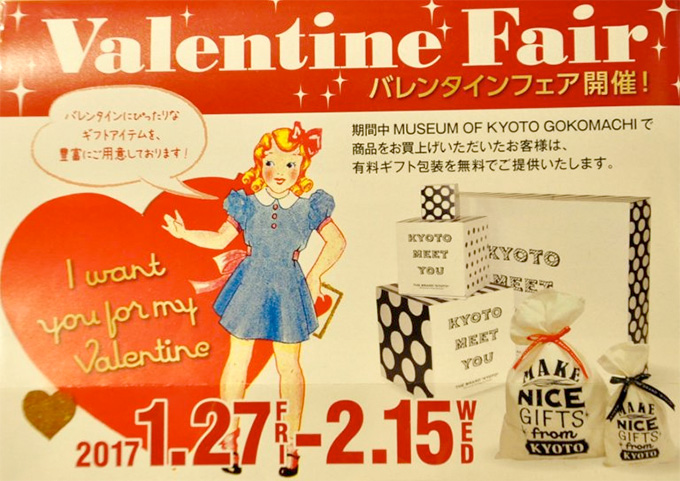 Valentine Fair
バレンタインフェア開催！
バレンタインにぴったりな
ギフトアイテムを、
豊富にご用意しております！
期間中 MUSEUM OF KYOTO GOKOMACHI で
商品をお買上げいただいたお客様は、
有料ギフト包装を無料でご提供いたします。
I want
you for my
Valentine
KYOTO
MEET
YOU
KYOTO
MEET
KYOTO
MEET
YOU
MAKE
NICE
GIFTS
from
KYOTO
MAKE
NICE
GIFTS
from
KYOTO
2017 1.27 FRI - 2.15 WED